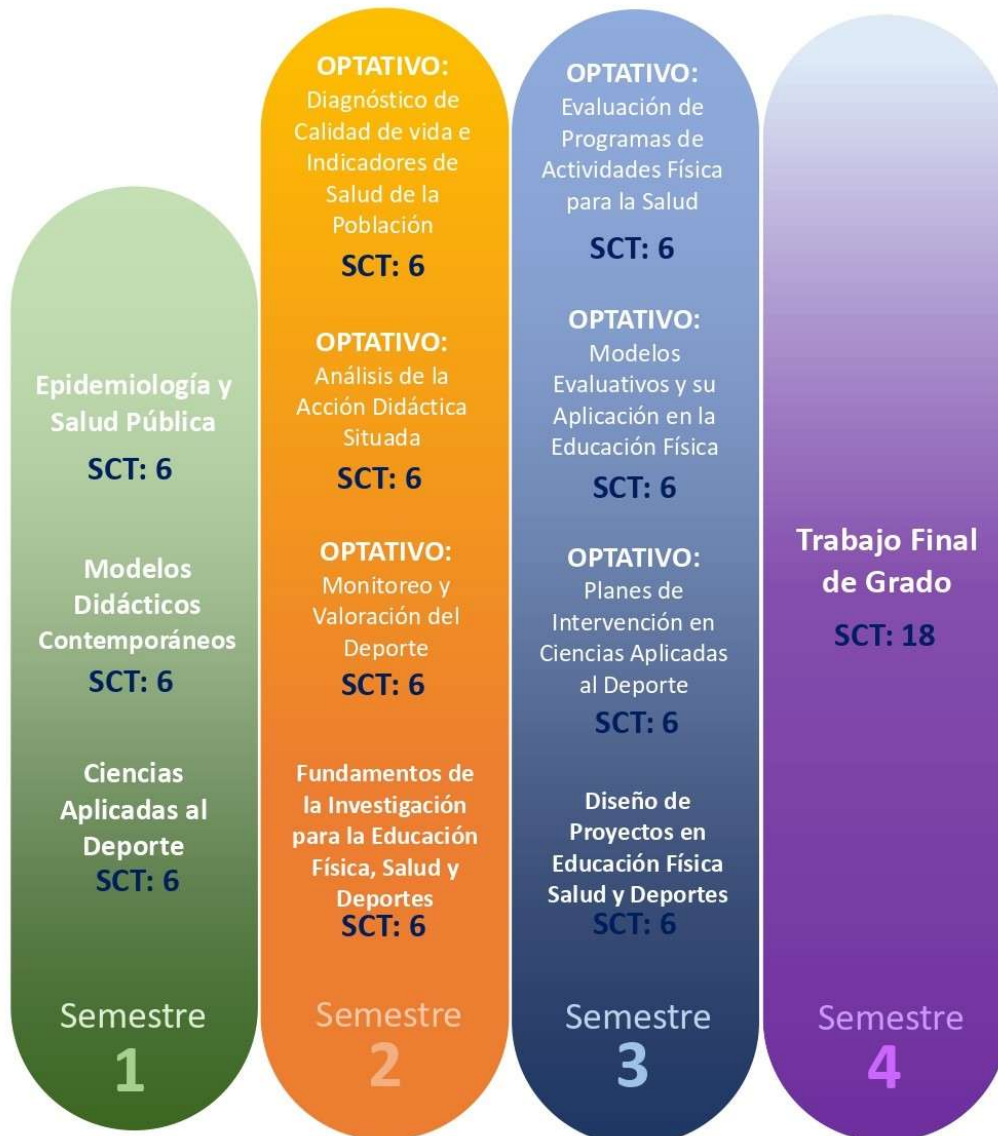 Epidemiología y
Salud Pública
SCT: 6
Modelos
Didácticos
Contemporáneos
SCT: 6
Ciencias
Aplicadas al
Deporte
SCT: 6
Semestre
1
OPTATIVO:
Diagnóstico de
Calidad de vida e
Indicadores de
Salud de la
Población
SCT: 6
OPTATIVO:
Análisis de la
Acción Didáctica
Situada
SCT: 6
OPTATIVO:
Monitoreo y
Valoración del
Deporte
SCT: 6
Fundamentos de
la Investigación
para la Educación
Física, Salud y
Deportes
SCT: 6
Semestre
2
OPTATIVO:
Evaluación de
Programas de
Actividades Física
para la Salud
SCT: 6
OPTATIVO:
Modelos
Evaluativos y su
Aplicación en la
Educación Física
SCT: 6
OPTATIVO:
Planes de
Intervención en
Ciencias Aplicadas
al Deporte
SCT: 6
Diseño de
Proyectos en
Educación Física
Salud y Deportes
SCT: 6
Semestre
3
Trabajo Final
de Grado
SCT: 18
Semestre
4